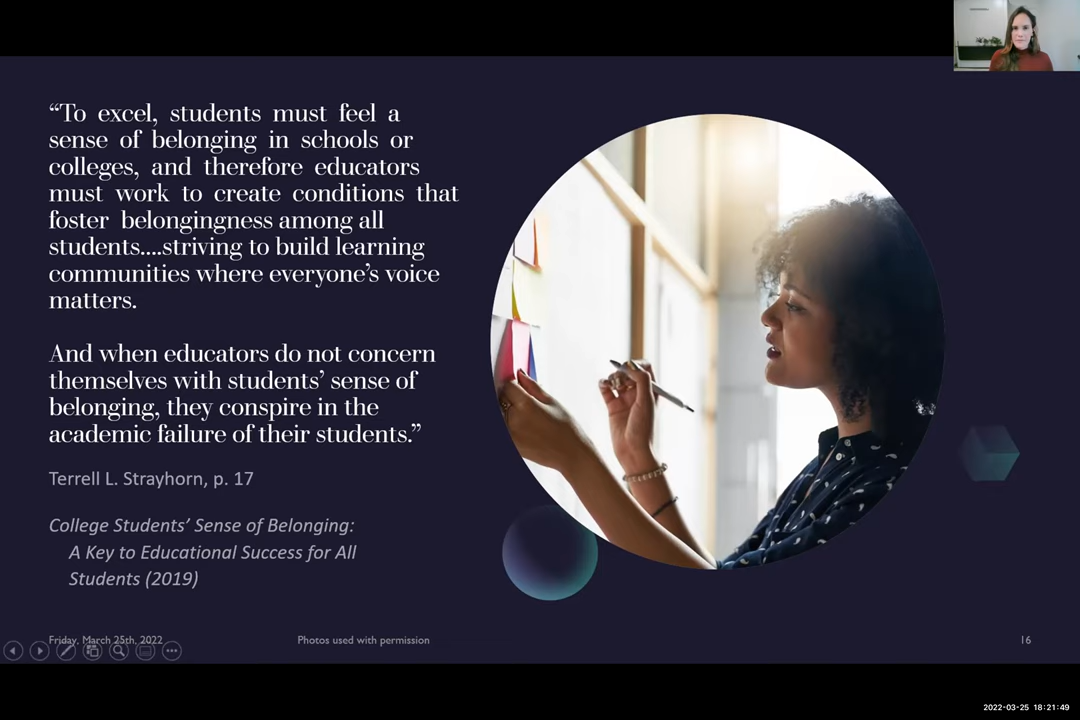 “To excel, students must feel a
sense of belonging in schools or
colleges, and therefore educators
must work to create conditions that
foster belongingness among all
students....striving to build learning
communities where everyone’s voice
matters.
And when educators do not concern
themselves with students’ sense of
belonging, they conspire in the
academic failure of their students.”
Terrell L. Strayhorn, p. 17
College Students’ Sense of Belonging:
A Key to Educational Success for All
Students (2019)
Friday, March 25th, 2022
Photos used with permission
16
2022-03-25 18:21:49